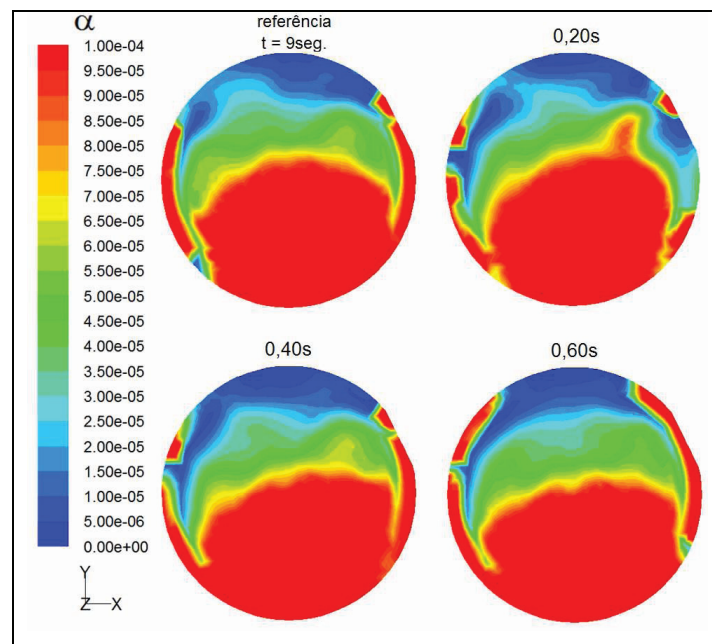 α
referência
t = 9seg.
0,20s
1.00e-04
9.50e-05
9.00e-05
8.50e-05
8.00e-05
7.50e-05
7.00e-05
6.50e-05
6.00e-05
5.50e-05
5.00e-05
4.50e-05
4.00e-05
3.50e-05
3.00e-05
2.50e-05
2.00e-05
1.50e-05
1.00e-05
5.00e-06
0.00e+00
0,40s
0,60s
Y
Z
X